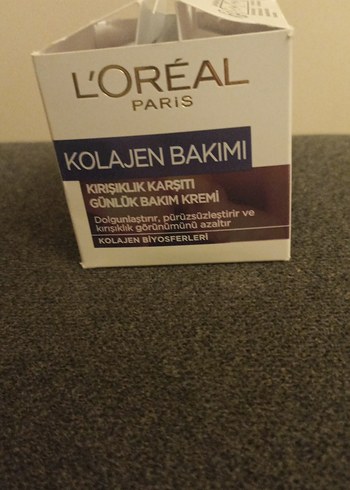 L'ORÉAL
PARIS
KOLAJEN BAKIMI
KIRIŞIKLIK KARŞITI
GÜNLÜK BAKIM KREMİ
Dolgunlaştırır, pürüzsüzleştirir ve
kırışıklık görünümünü azaltır
KOLAJEN BİYOSFERLERİ